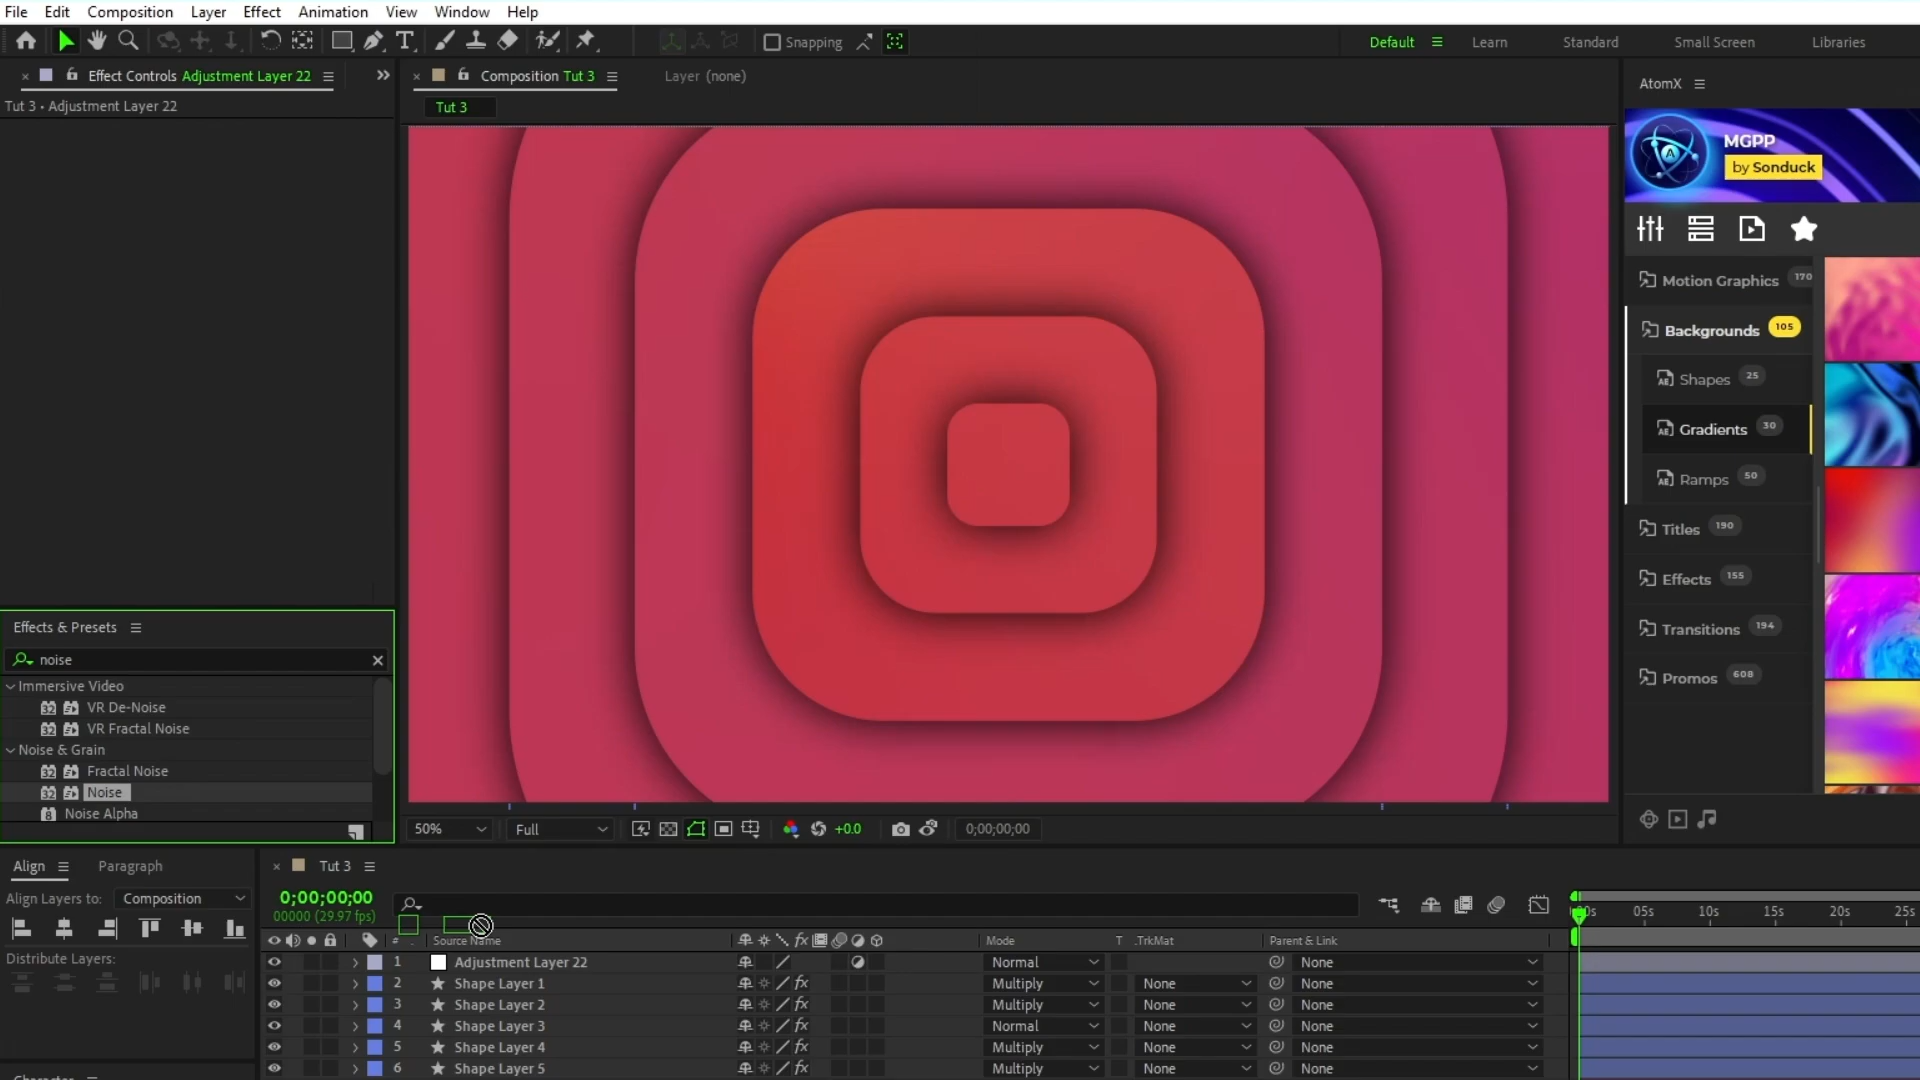 File Edit Composition Layer Effect Animation View Window Help
Snapping
Default Learn Standard Small Screen Libraries
Effect Controls Adjustment Layer 22
Composition Tut 3
Layer (none)
AtomX
Tut 3 • Adjustment Layer 22
Tut 3
MGPP
by Sonduck
Motion Graphics 170
Backgrounds 105
Shapes 25
Gradients 30
Ramps 50
Titles 190
Effects 155
Transitions 194
Promos 608
Effects & Presets
noise
Immersive Video
VR De-Noise
VR Fractal Noise
Noise & Grain
Fractal Noise
Noise
Noise Alpha
50% Full +0.0 0;00;00;00
Align Paragraph
Align Layers to: Composition
Distribute Layers:
Tut 3
0;00;00;00
00000 (29.97 fps)
00s 05s 10s 15s 20s 25s
# Source Name fx Mode T .TrkMat Parent & Link
1 Adjustment Layer 22 Normal None
2 Shape Layer 1 fx Multiply None None
3 Shape Layer 2 fx Multiply None None
4 Shape Layer 3 fx Normal None None
5 Shape Layer 4 fx Multiply None None
6 Shape Layer 5 fx Multiply None None